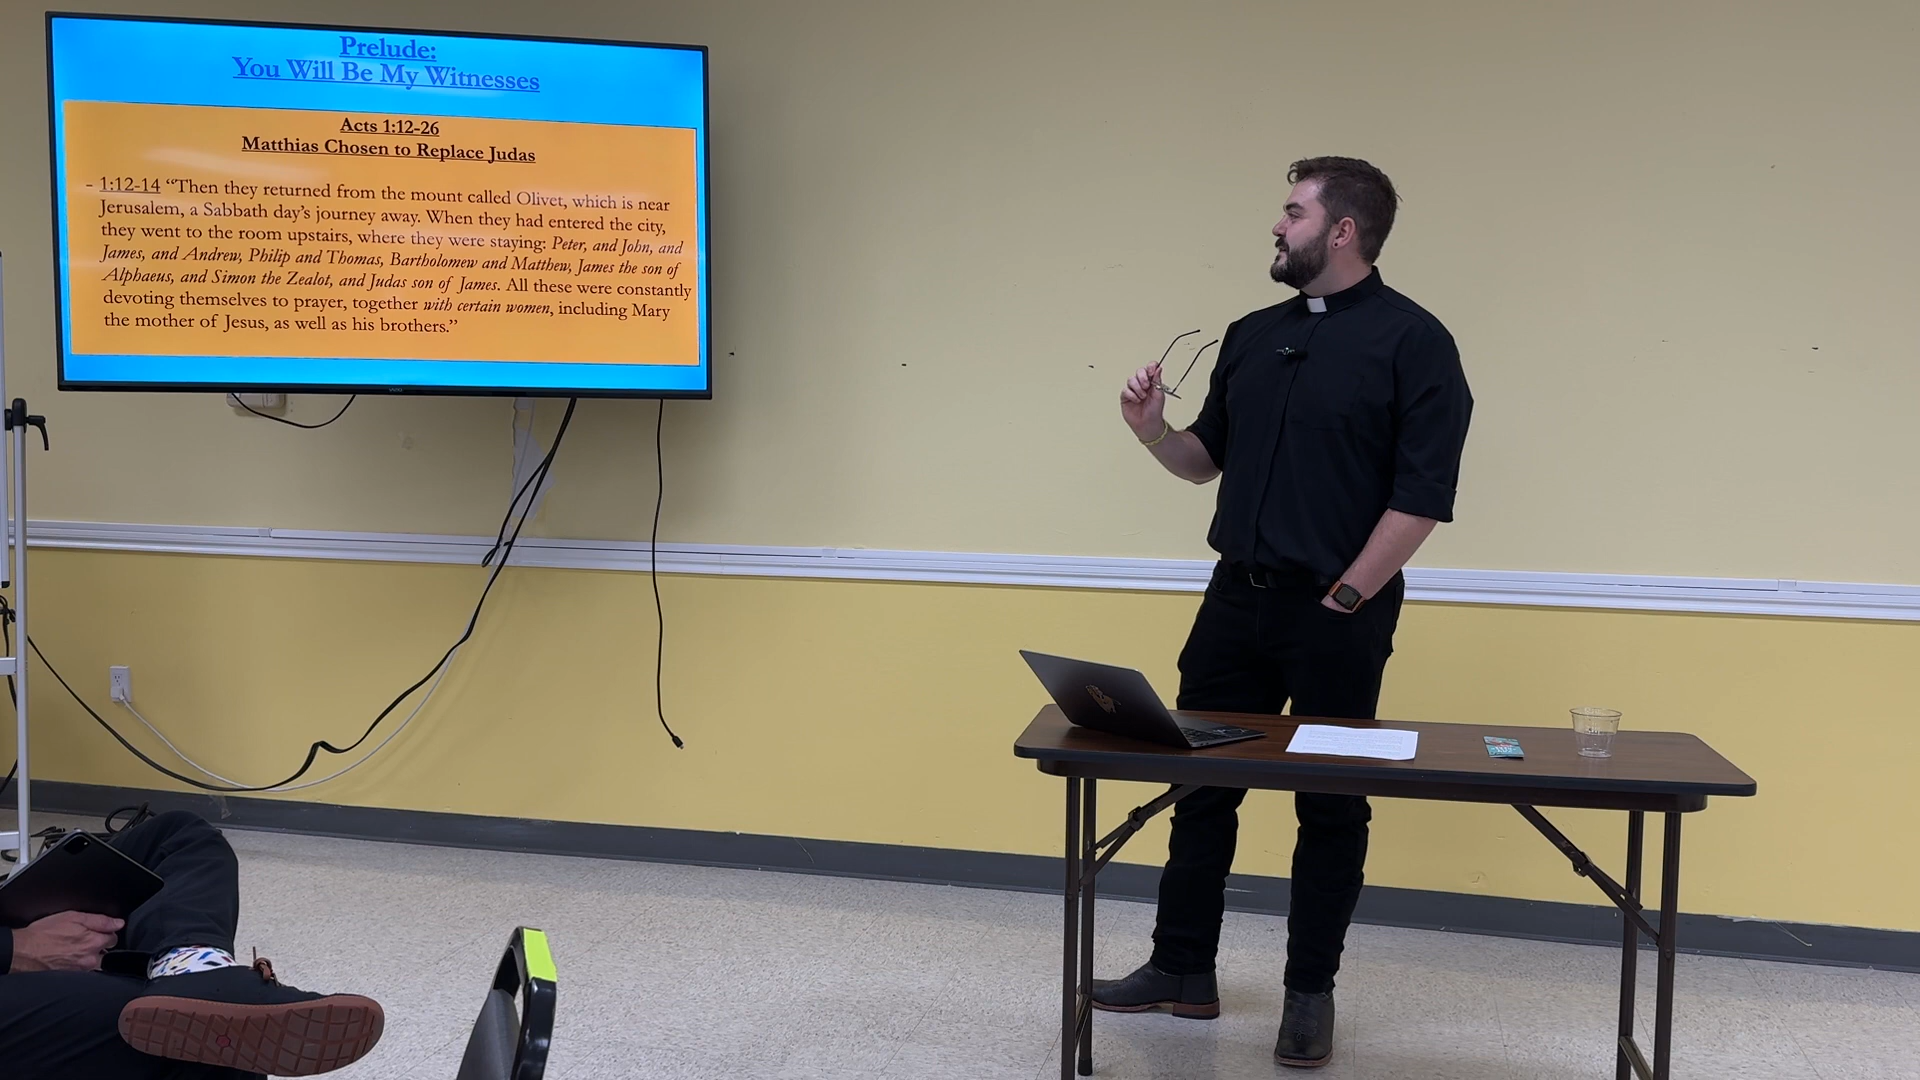 Prelude:
You Will Be My Witnesses
Acts 1:12-26
Matthias Chosen to Replace Judas
- 1:12-14 “Then they returned from the mount called Olivet, which is near
Jerusalem, a Sabbath day’s journey away. When they had entered the city,
they went to the room upstairs, where they were staying: Peter, and John, and
James, and Andrew, Philip and Thomas, Bartholomew and Matthew, James the son of
Alphaeus, and Simon the Zealot, and Judas son of James. All these were constantly
devoting themselves to prayer, together with certain women, including Mary
the mother of Jesus, as well as his brothers.”